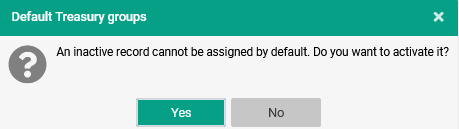 Default Treasury groups
An inactive record cannot be assigned by default. Do you want to activate it?
Yes
No